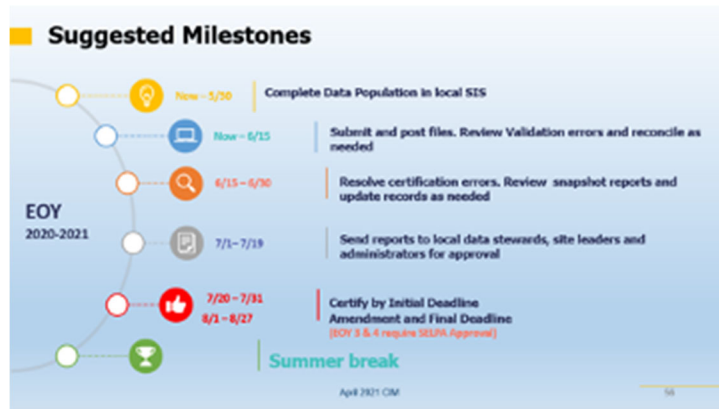 Suggested Milestones
Now – 5/30
Complete Data Population in local SIS
Now – 6/15
Submit and post files. Review Validation errors and reconcile as
needed
6/15 – 6/30
Resolve certification errors. Review snapshot reports and
update records as needed
EOY
2020-2021
7/1 – 7/19
Send reports to local data stewards, site leaders and
administrators for approval
7/20 – 7/31
8/1 – 8/27
Certify by Initial Deadline
Amendment and Final Deadline
(EOY 3 & 4 require SELPA Approval)
Summer break
April 2021 CIM
56